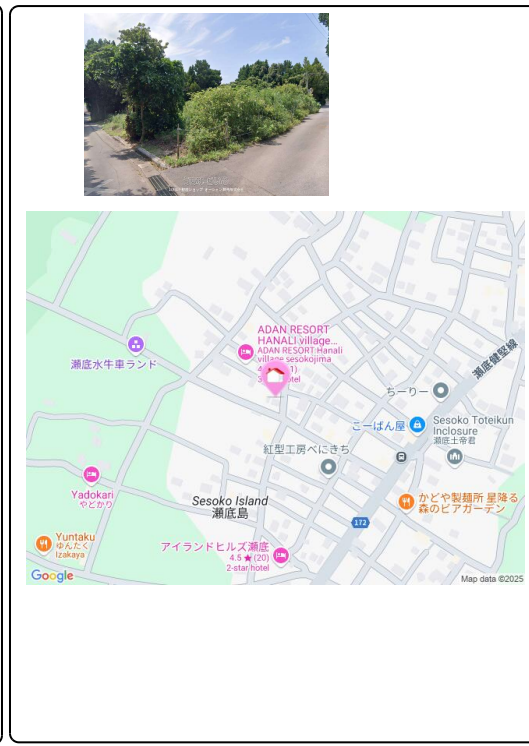 ADAN RESORT
HANALI village...
ADAN RESORT Hanali
village sesokojima
瀬底水牛車ランド
瀬底健堅線
ちーりー
こーばん屋
Sesoko Toteikun
Inclosure
瀬底土帝君
紅型工房べにきち
Yadokari
やどかり
Sesoko Island
瀬底島
かどや製麺所 星降る
森のビアガーデン
172
Yuntaku
ゆんたく
Izakaya
アイランドヒルズ瀬底
4.5 ★ (20)
2-star hotel
Google
Map data ©2025